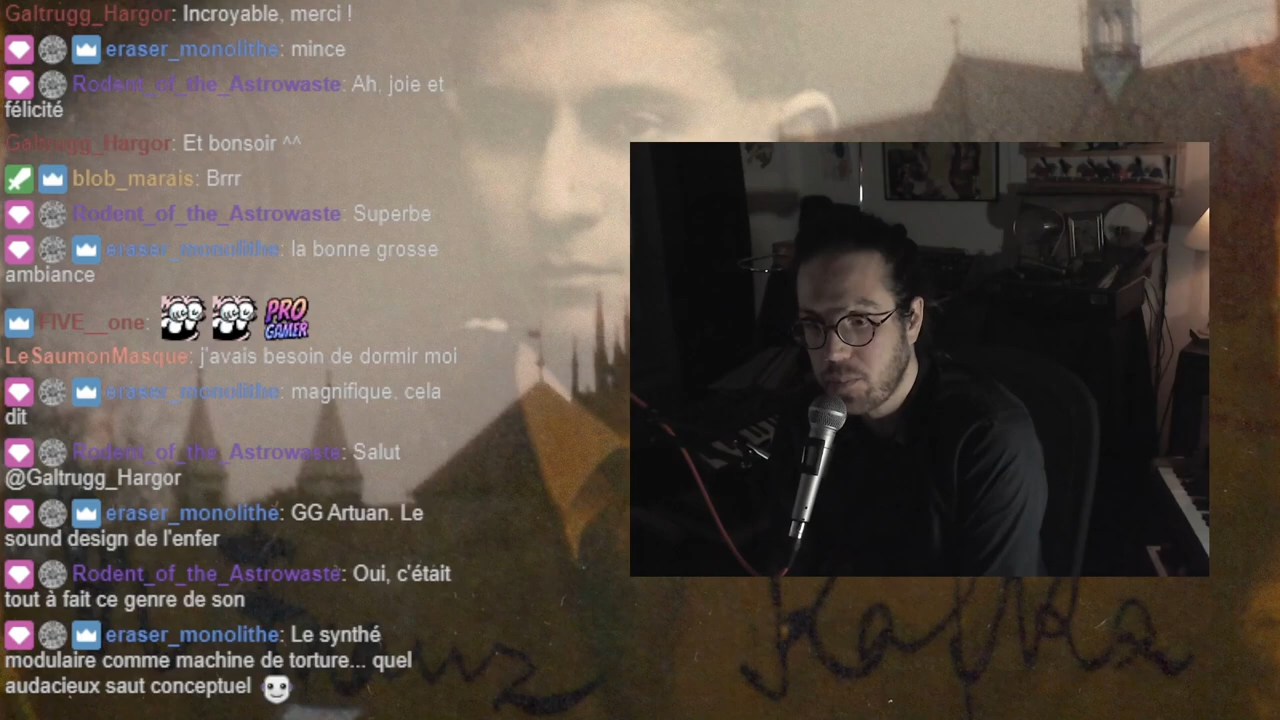 Galtrugg_Hargor: Incroyable, merci !
eraser_monolithe: mince
Rodent_of_the_Astrowaste: Ah, joie et
félicité
Galtrugg_Hargor: Et bonsoir ^^
blob_marais: Brrr
Rodent_of_the_Astrowaste: Superbe
eraser_monolithe: la bonne grosse
ambiance
FIVE__one: PRO
GAMER
LeSaumonMasque: j'avais besoin de dormir moi
eraser_monolithe: magnifique, cela
dit
Rodent_of_the_Astrowaste: Salut
@Galtrugg_Hargor
eraser_monolithe: GG Artuan. Le
sound design de l'enfer
Rodent_of_the_Astrowaste: Oui, c'était
tout à fait ce genre de son
eraser_monolithe: Le synthé
modulaire comme machine de torture... quel
audacieux saut conceptuel
Franz Kafka